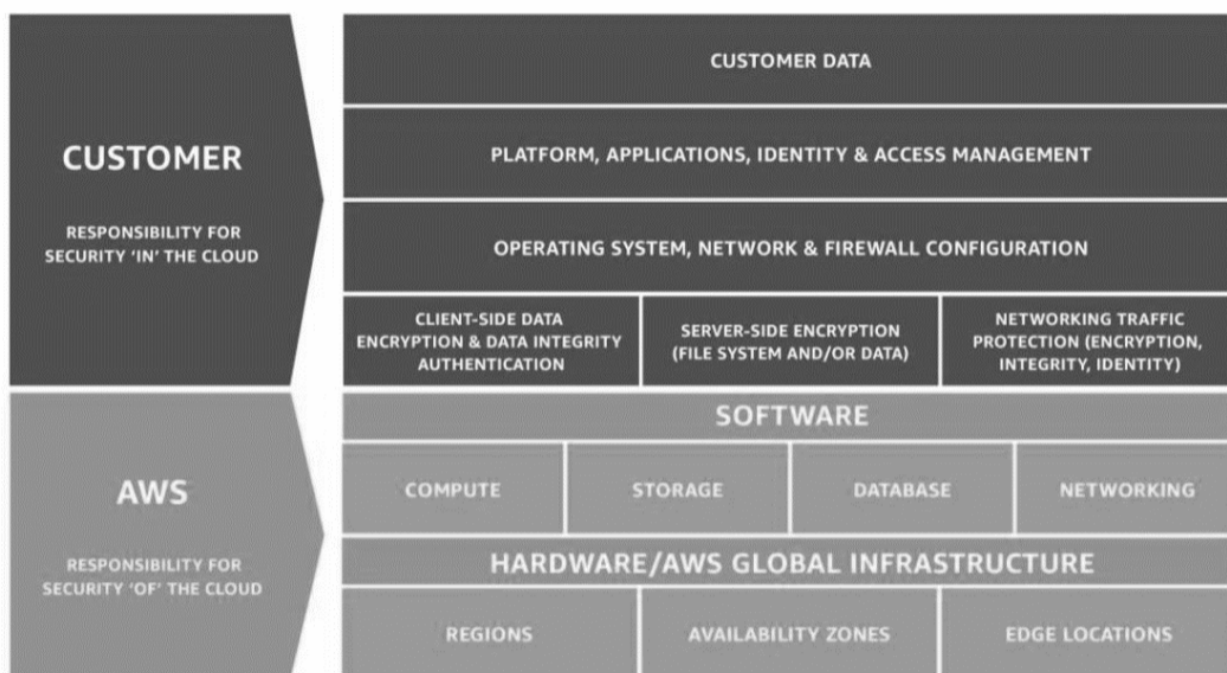 CUSTOMER
RESPONSIBILITY FOR
SECURITY ‘IN’ THE CLOUD
CUSTOMER DATA
PLATFORM, APPLICATIONS, IDENTITY & ACCESS MANAGEMENT
OPERATING SYSTEM, NETWORK & FIREWALL CONFIGURATION
CLIENT-SIDE DATA
ENCRYPTION & DATA INTEGRITY
AUTHENTICATION
SERVER-SIDE ENCRYPTION
(FILE SYSTEM AND/OR DATA)
NETWORKING TRAFFIC
PROTECTION (ENCRYPTION,
INTEGRITY, IDENTITY)
AWS
RESPONSIBILITY FOR
SECURITY ‘OF’ THE CLOUD
SOFTWARE
COMPUTE
STORAGE
DATABASE
NETWORKING
HARDWARE/AWS GLOBAL INFRASTRUCTURE
REGIONS
AVAILABILITY ZONES
EDGE LOCATIONS